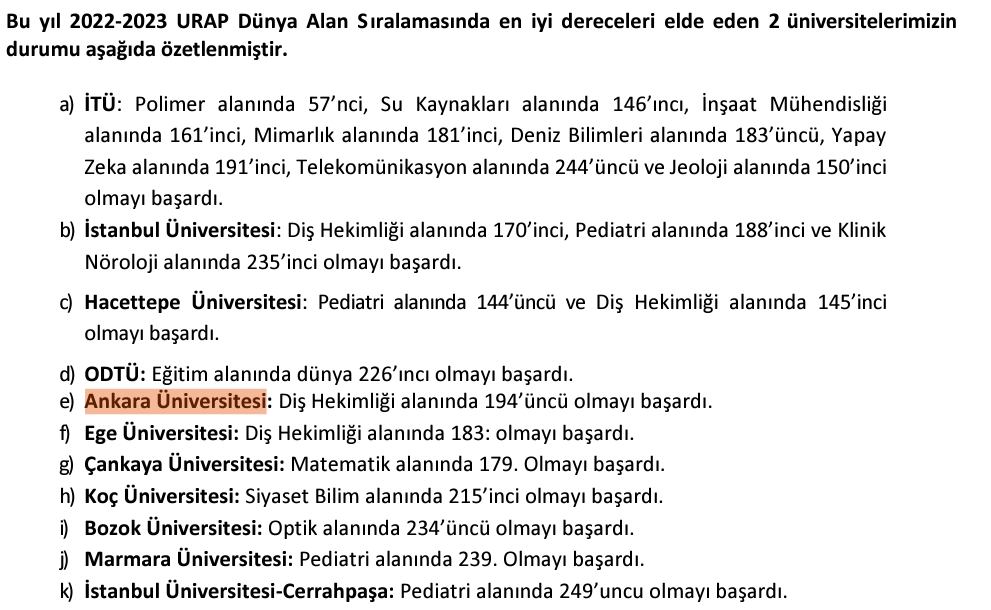 Bu yıl 2022-2023 URAP Dünya Alan Sıralamasında en iyi dereceleri elde eden 2 üniversitelerimizin
durumu aşağıda özetlenmiştir.
a) İTÜ: Polimer alanında 57’nci, Su Kaynakları alanında 146’ıncı, İnşaat Mühendisliği
alanında 161’inci, Mimarlık alanında 181’inci, Deniz Bilimleri alanında 183’üncü, Yapay
Zeka alanında 191’inci, Telekomünikasyon alanında 244’üncü ve Jeoloji alanında 150’inci
olmayı başardı.
b) İstanbul Üniversitesi: Diş Hekimliği alanında 170’inci, Pediatri alanında 188’inci ve Klinik
Nöroloji alanında 235’inci olmayı başardı.
c) Hacettepe Üniversitesi: Pediatri alanında 144’üncü ve Diş Hekimliği alanında 145’inci
olmayı başardı.
d) ODTÜ: Eğitim alanında dünya 226’ıncı olmayı başardı.
e) Ankara Üniversitesi: Diş Hekimliği alanında 194’üncü olmayı başardı.
f) Ege Üniversitesi: Diş Hekimliği alanında 183: olmayı başardı.
g) Çankaya Üniversitesi: Matematik alanında 179. Olmayı başardı.
h) Koç Üniversitesi: Siyaset Bilim alanında 215’inci olmayı başardı.
i) Bozok Üniversitesi: Optik alanında 234’üncü olmayı başardı.
j) Marmara Üniversitesi: Pediatri alanında 239. Olmayı başardı.
k) İstanbul Üniversitesi-Cerrahpaşa: Pediatri alanında 249’uncu olmayı başardı.